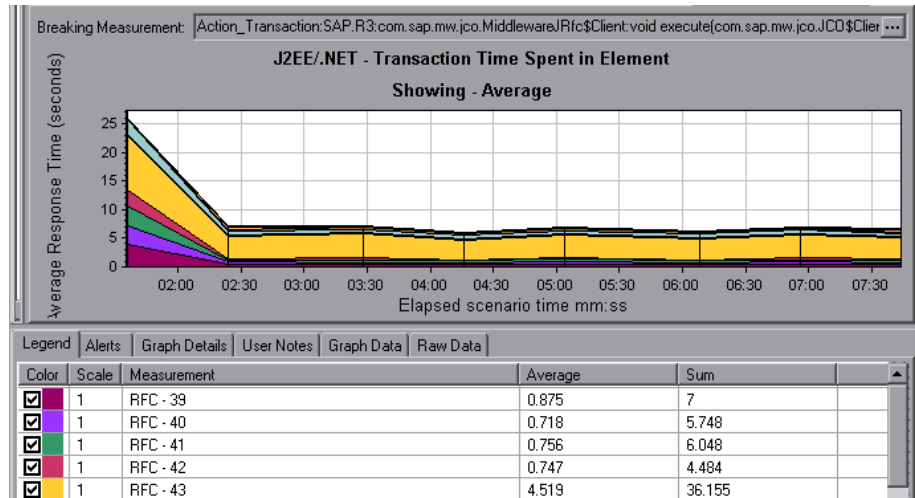 Breaking Measurement: Action_Transaction:SAP.R3:com.sap.mw.jco.MiddlewareJRfc$Client:void execute(com.sap.mw.jco.JCO$Clier ...
J2EE/.NET - Transaction Time Spent in Element
Showing - Average
Average Response Time (seconds)
25
20
15
10
5
0
02:00 02:30 03:00 03:30 04:00 04:30 05:00 05:30 06:00 06:30 07:00 07:30
Elapsed scenario time mm:ss
Legend Alerts Graph Details User Notes Graph Data Raw Data
Color Scale Measurement Average Sum
1 RFC - 39 0.875 7
1 RFC - 40 0.718 5.748
1 RFC - 41 0.756 6.048
1 RFC - 42 0.747 4.484
1 RFC - 43 4.519 36.155